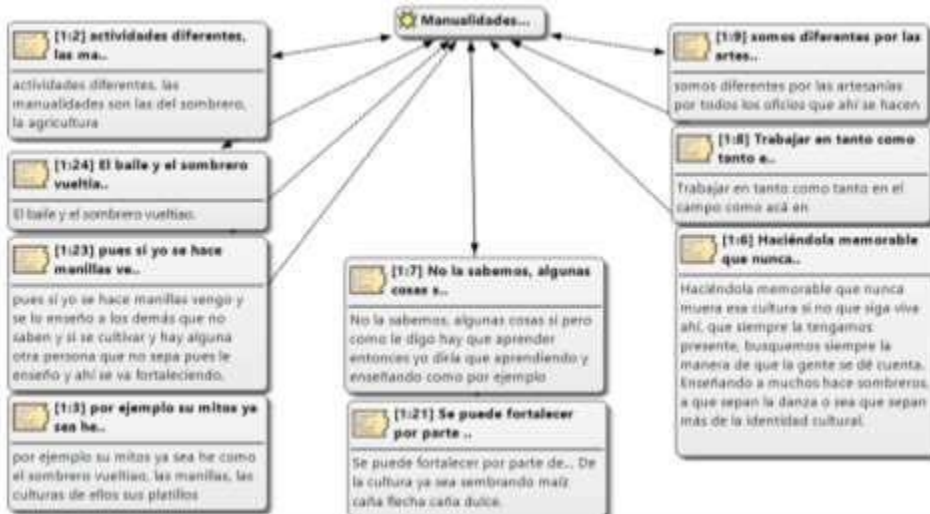 Manualidades...
[1:2] actividades diferentes,
las ma..
actividades diferentes, las
manualidades son las del sombrero,
la agricultura
[1:24] El baile y el sombrero
vueltia..
El baile y el sombrero vueltiao.
[1:23] pues si yo se hace
manillas ve..
pues si yo se hace manillas vengo y
se lo enseño a los demás que no
saben y si se cultivar y hay alguna
otra persona que no sepa pues le
enseño y ahí se va fortaleciendo.
[1:3] por ejemplo su mitos ya
sea he..
por ejemplo su mitos ya sea he como
el sombrero vueltiao, las manillas, las
culturas de ellos sus platillos
[1:7] No la sabemos, algunas
cosas s..
No la sabemos, algunas cosas si pero
como le digo hay que aprender
entonces yo diría que aprendiendo y
enseñando como por ejemplo
[1:21] Se puede fortalecer
por parte ..
Se puede fortalecer por parte de... De
la cultura ya sea sembrando maíz
caña flecha caña dulce.
[1:9] somos diferentes por las
artes..
somos diferentes por las artesanías
por todos los oficios que ahí se hacen
[1:8] Trabajar en tanto como
tanto e..
Trabajar en tanto como tanto en el
campo como acá en
[1:6] Haciéndola memorable
que nunca..
Haciéndola memorable que nunca
muera esa cultura si no que siga viva
ahí, que siempre la tengamos
presente, busquemos siempre la
manera de que la gente se dé cuenta.
Enseñando a muchos hace sombreros,
a que sepan la danza o sea que sepan
más de la identidad cultural.